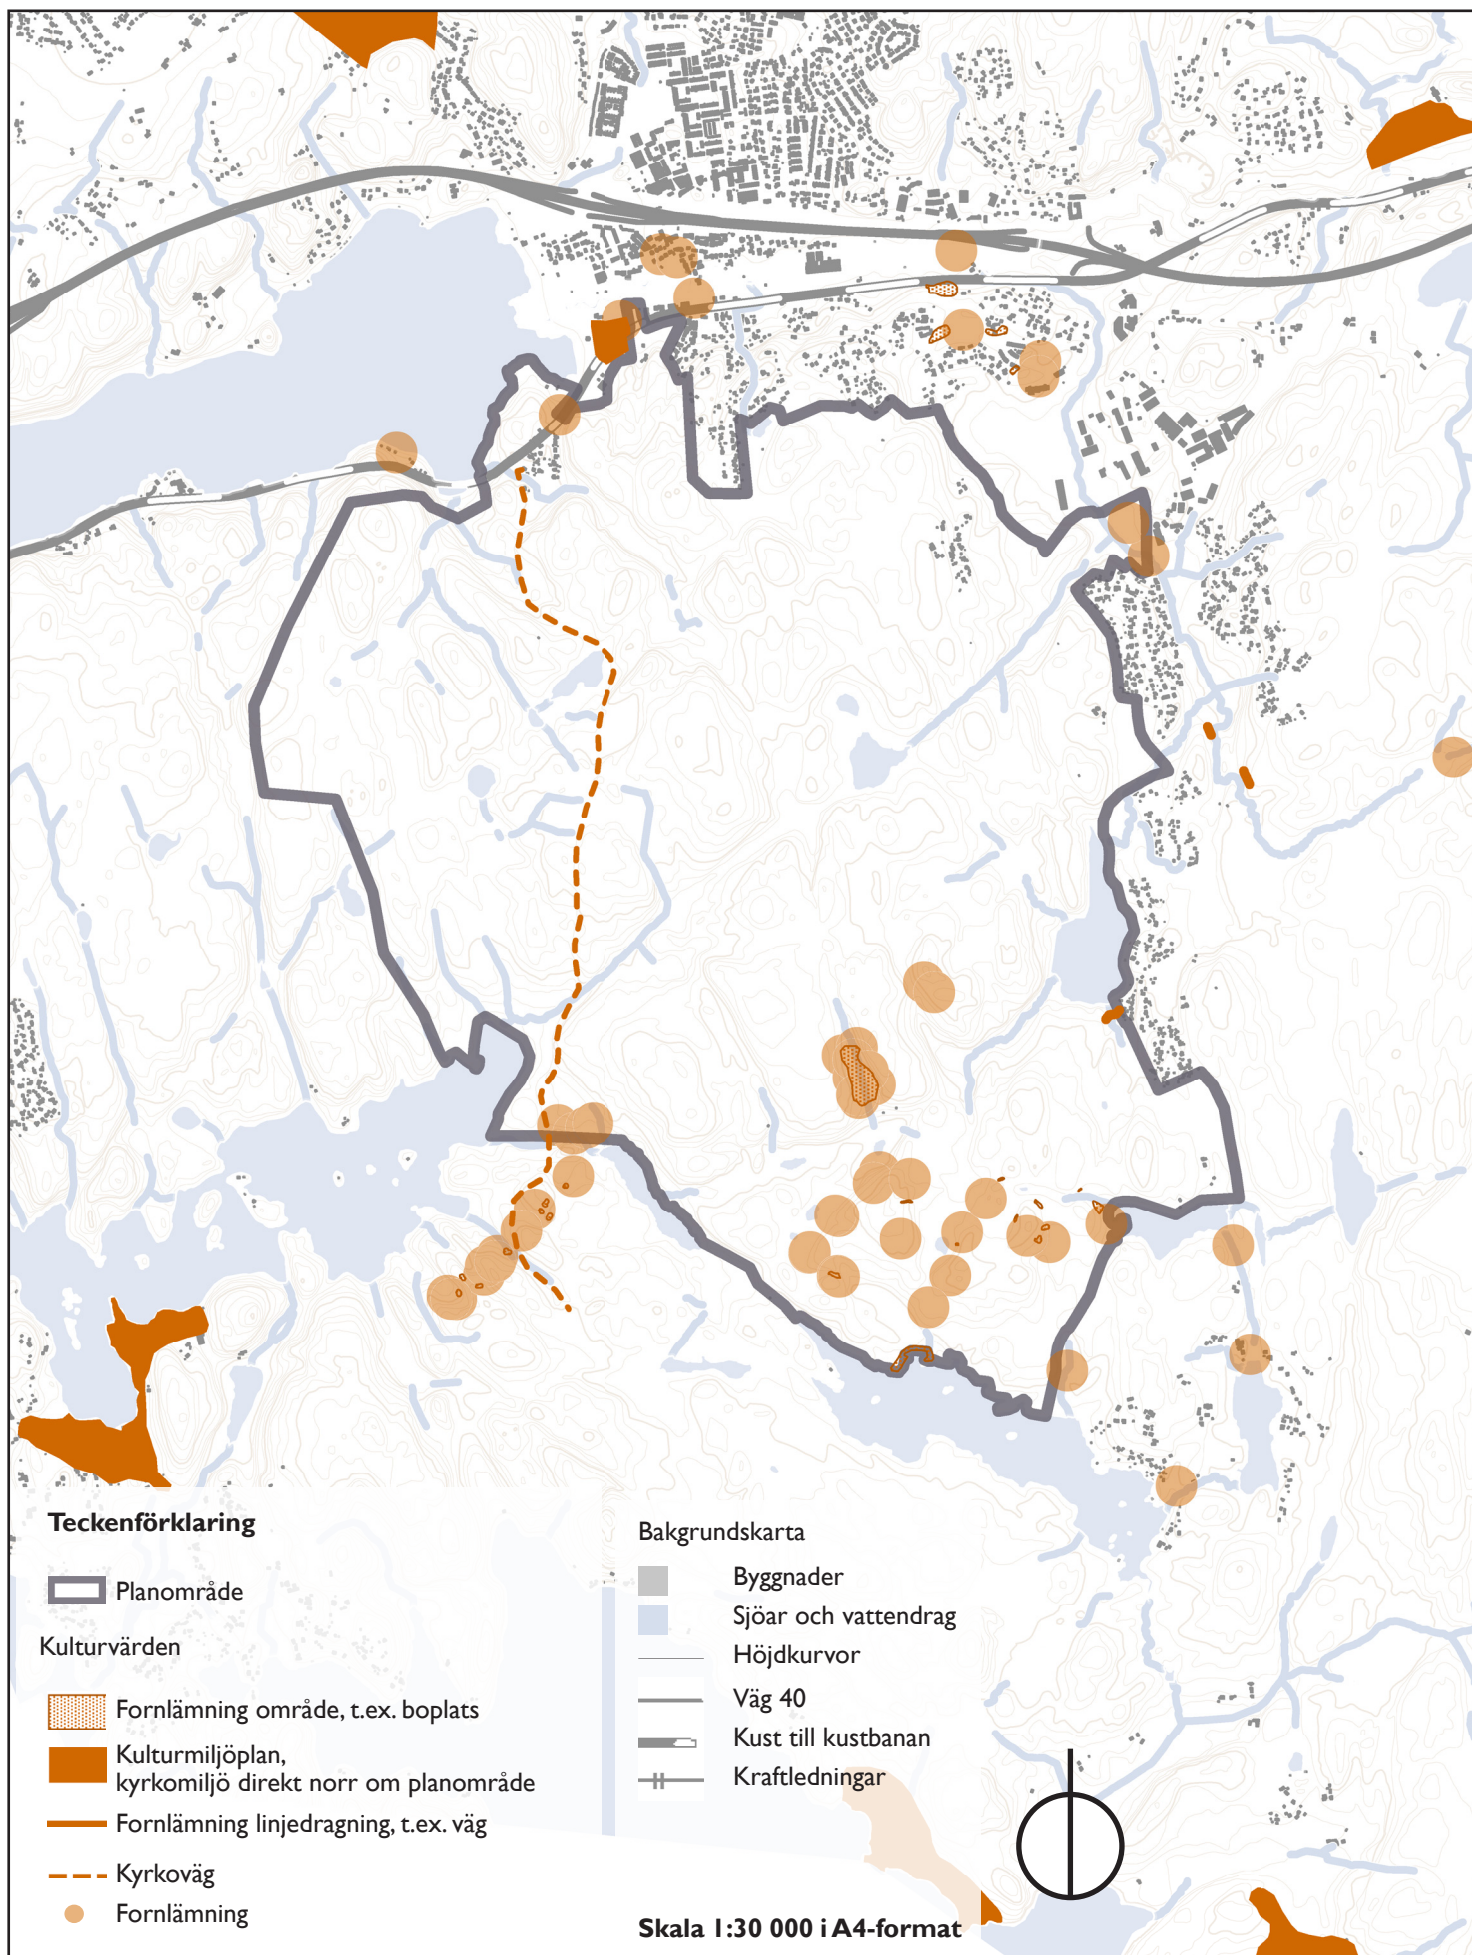 Teckenförklaring
Planområde
Kulturvärden
Fornlämning område, t.ex. boplats
Kulturmiljöplan,
kyrkomiljö direkt norr om planområde
Fornlämning linjedragning, t.ex. väg
Kyrkoväg
Fornlämning
Bakgrundskarta
Byggnader
Sjöar och vattendrag
Höjdkurvor
Väg 40
Kust till kustbanan
Kraftledningar
Skala 1:30 000 i A4-format